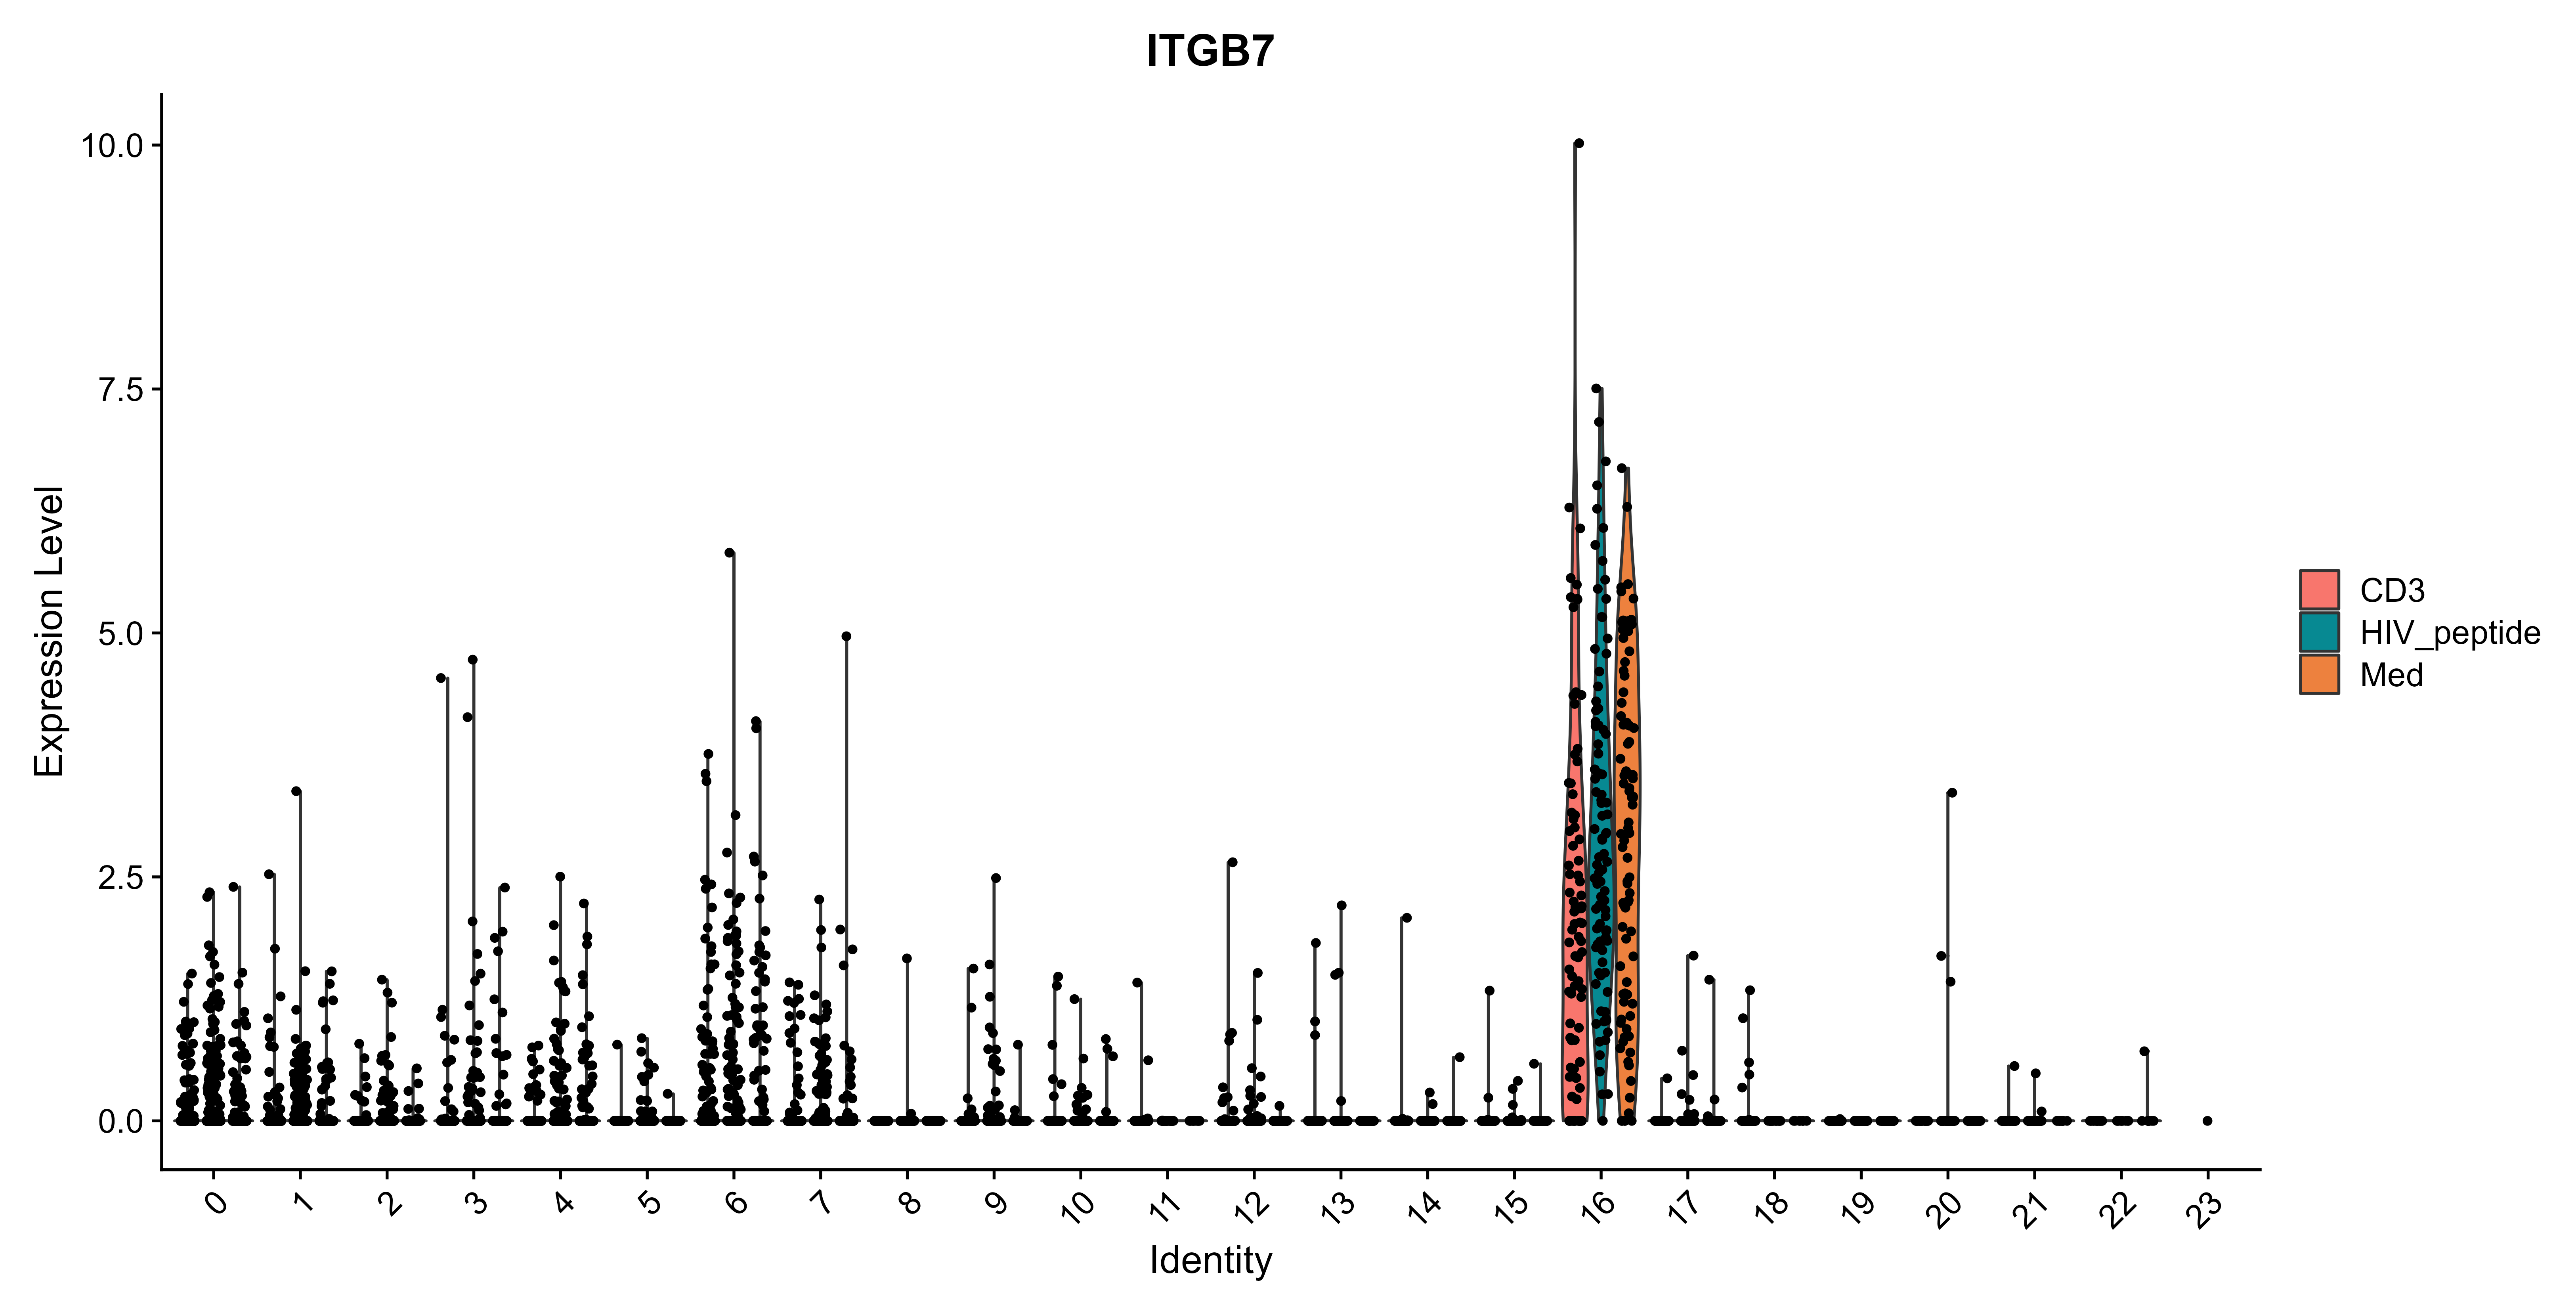 ITGB7
Expression Level
10.0
7.5
5.0
2.5
0.0
0 1 2 3 4 5 6 7 8 9 10 11 12 13 14 15 16 17 18 19 20 21 22 23
Identity
CD3
HIV_peptide
Med